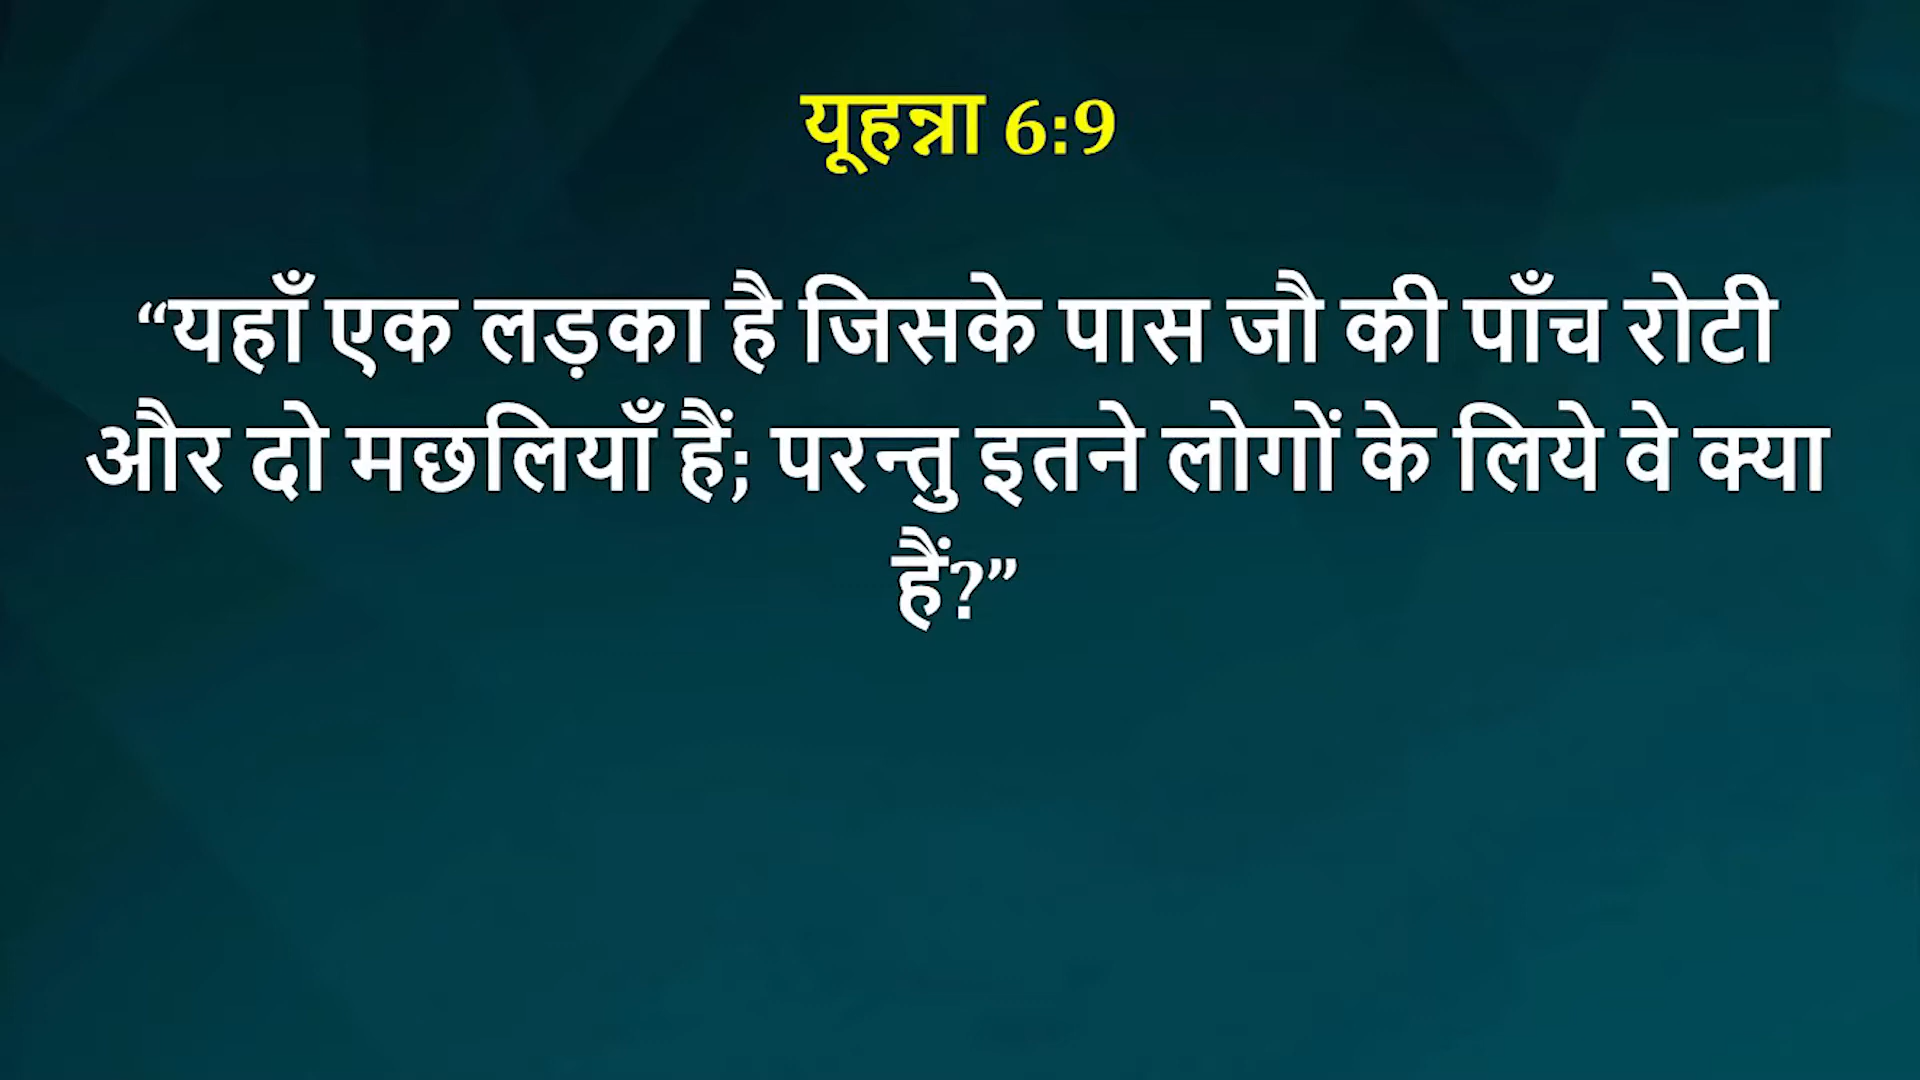 यूहन्ना 6:9
“यहाँ एक लड़का है जिसके पास जौ की पाँच रोटी
और दो मछलियाँ हैं; परन्तु इतने लोगों के लिये वे क्या
हैं?”